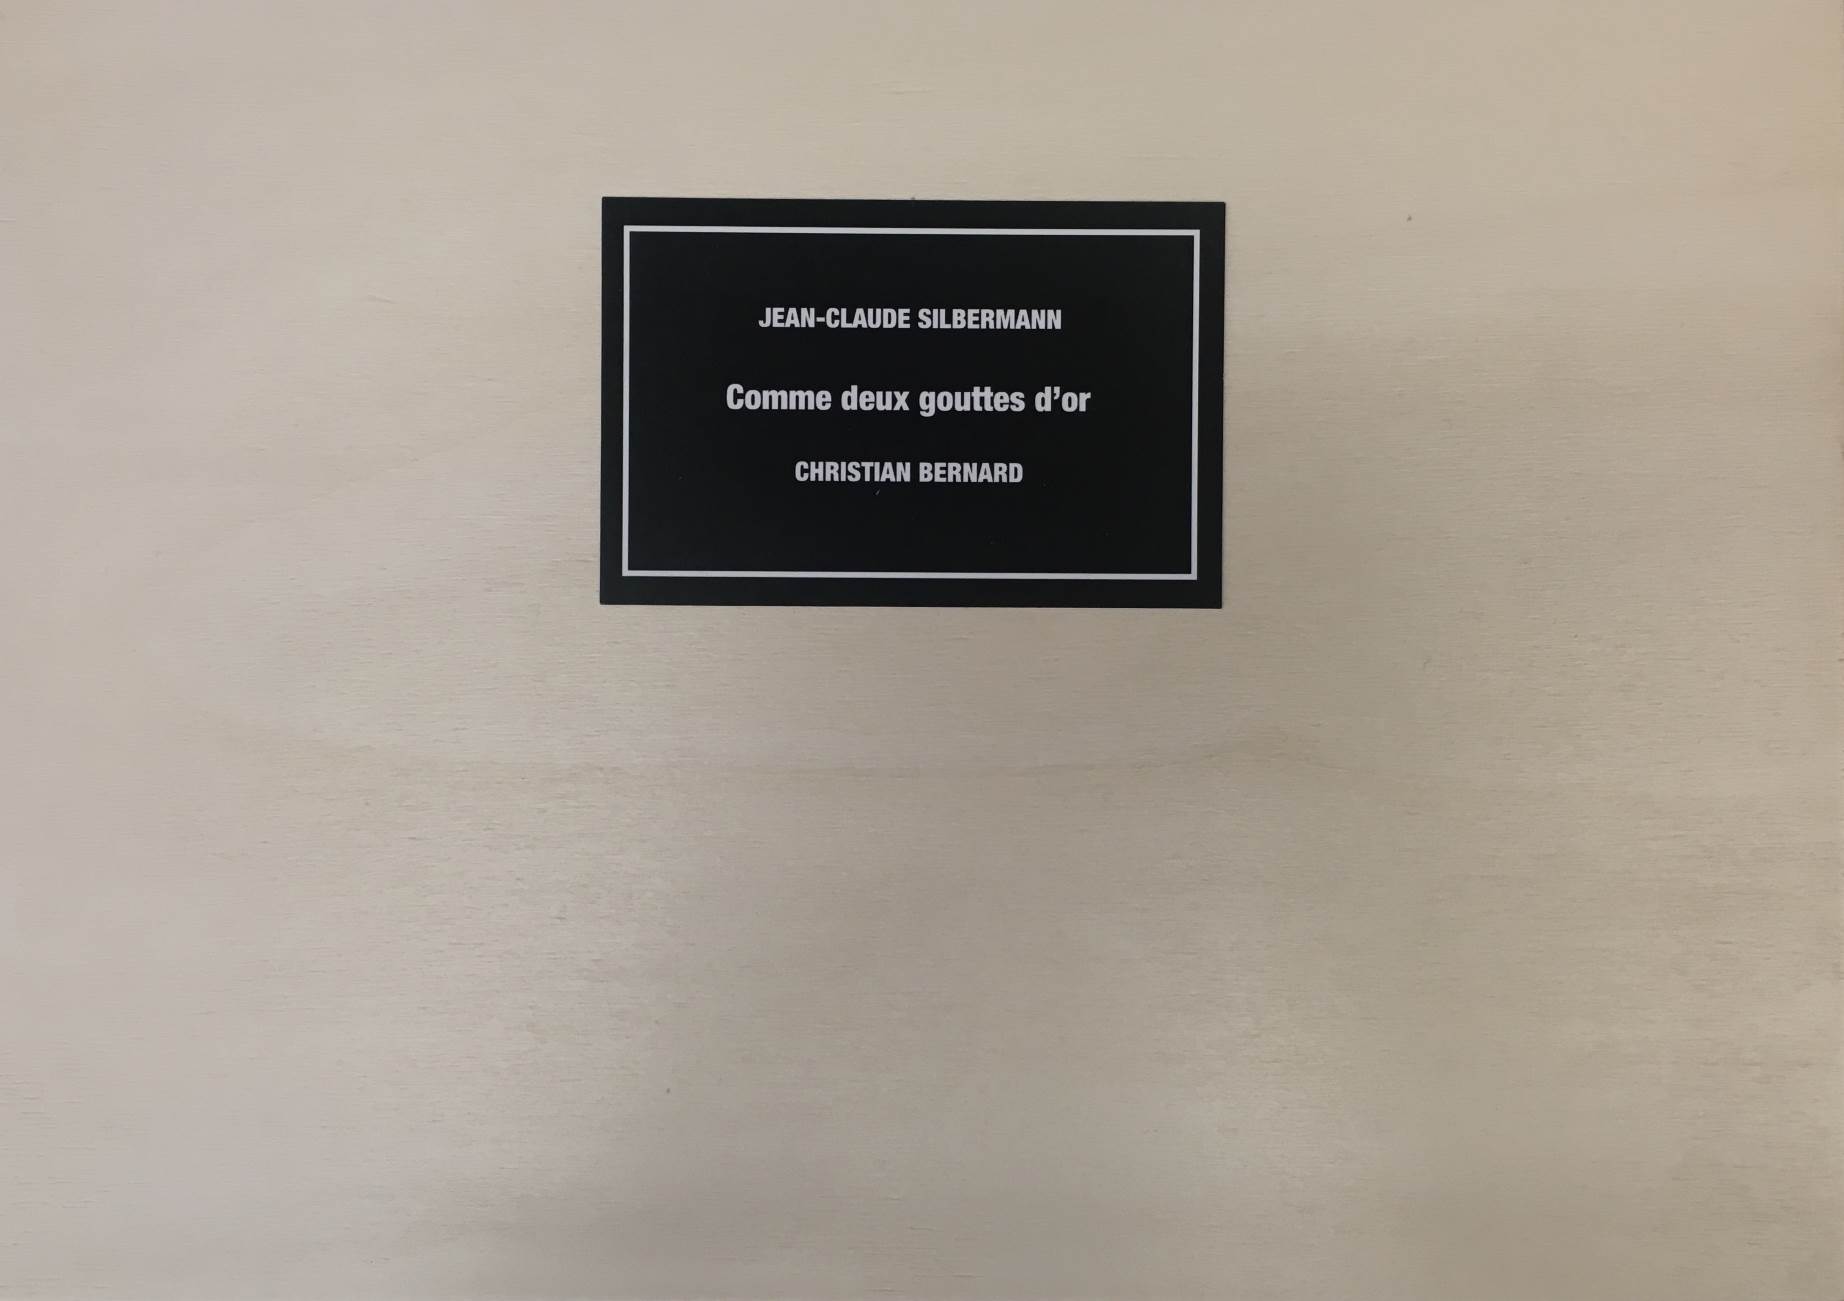 JEAN-CLAUDE SILBERMANN
Comme deux gouttes d’or
CHRISTIAN BERNARD